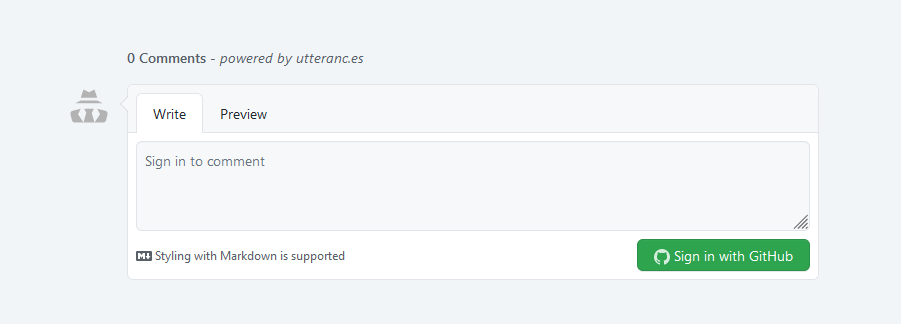 0 Comments - powered by utteranc.es
Write Preview
Sign in to comment
Styling with Markdown is supported
Sign in with GitHub